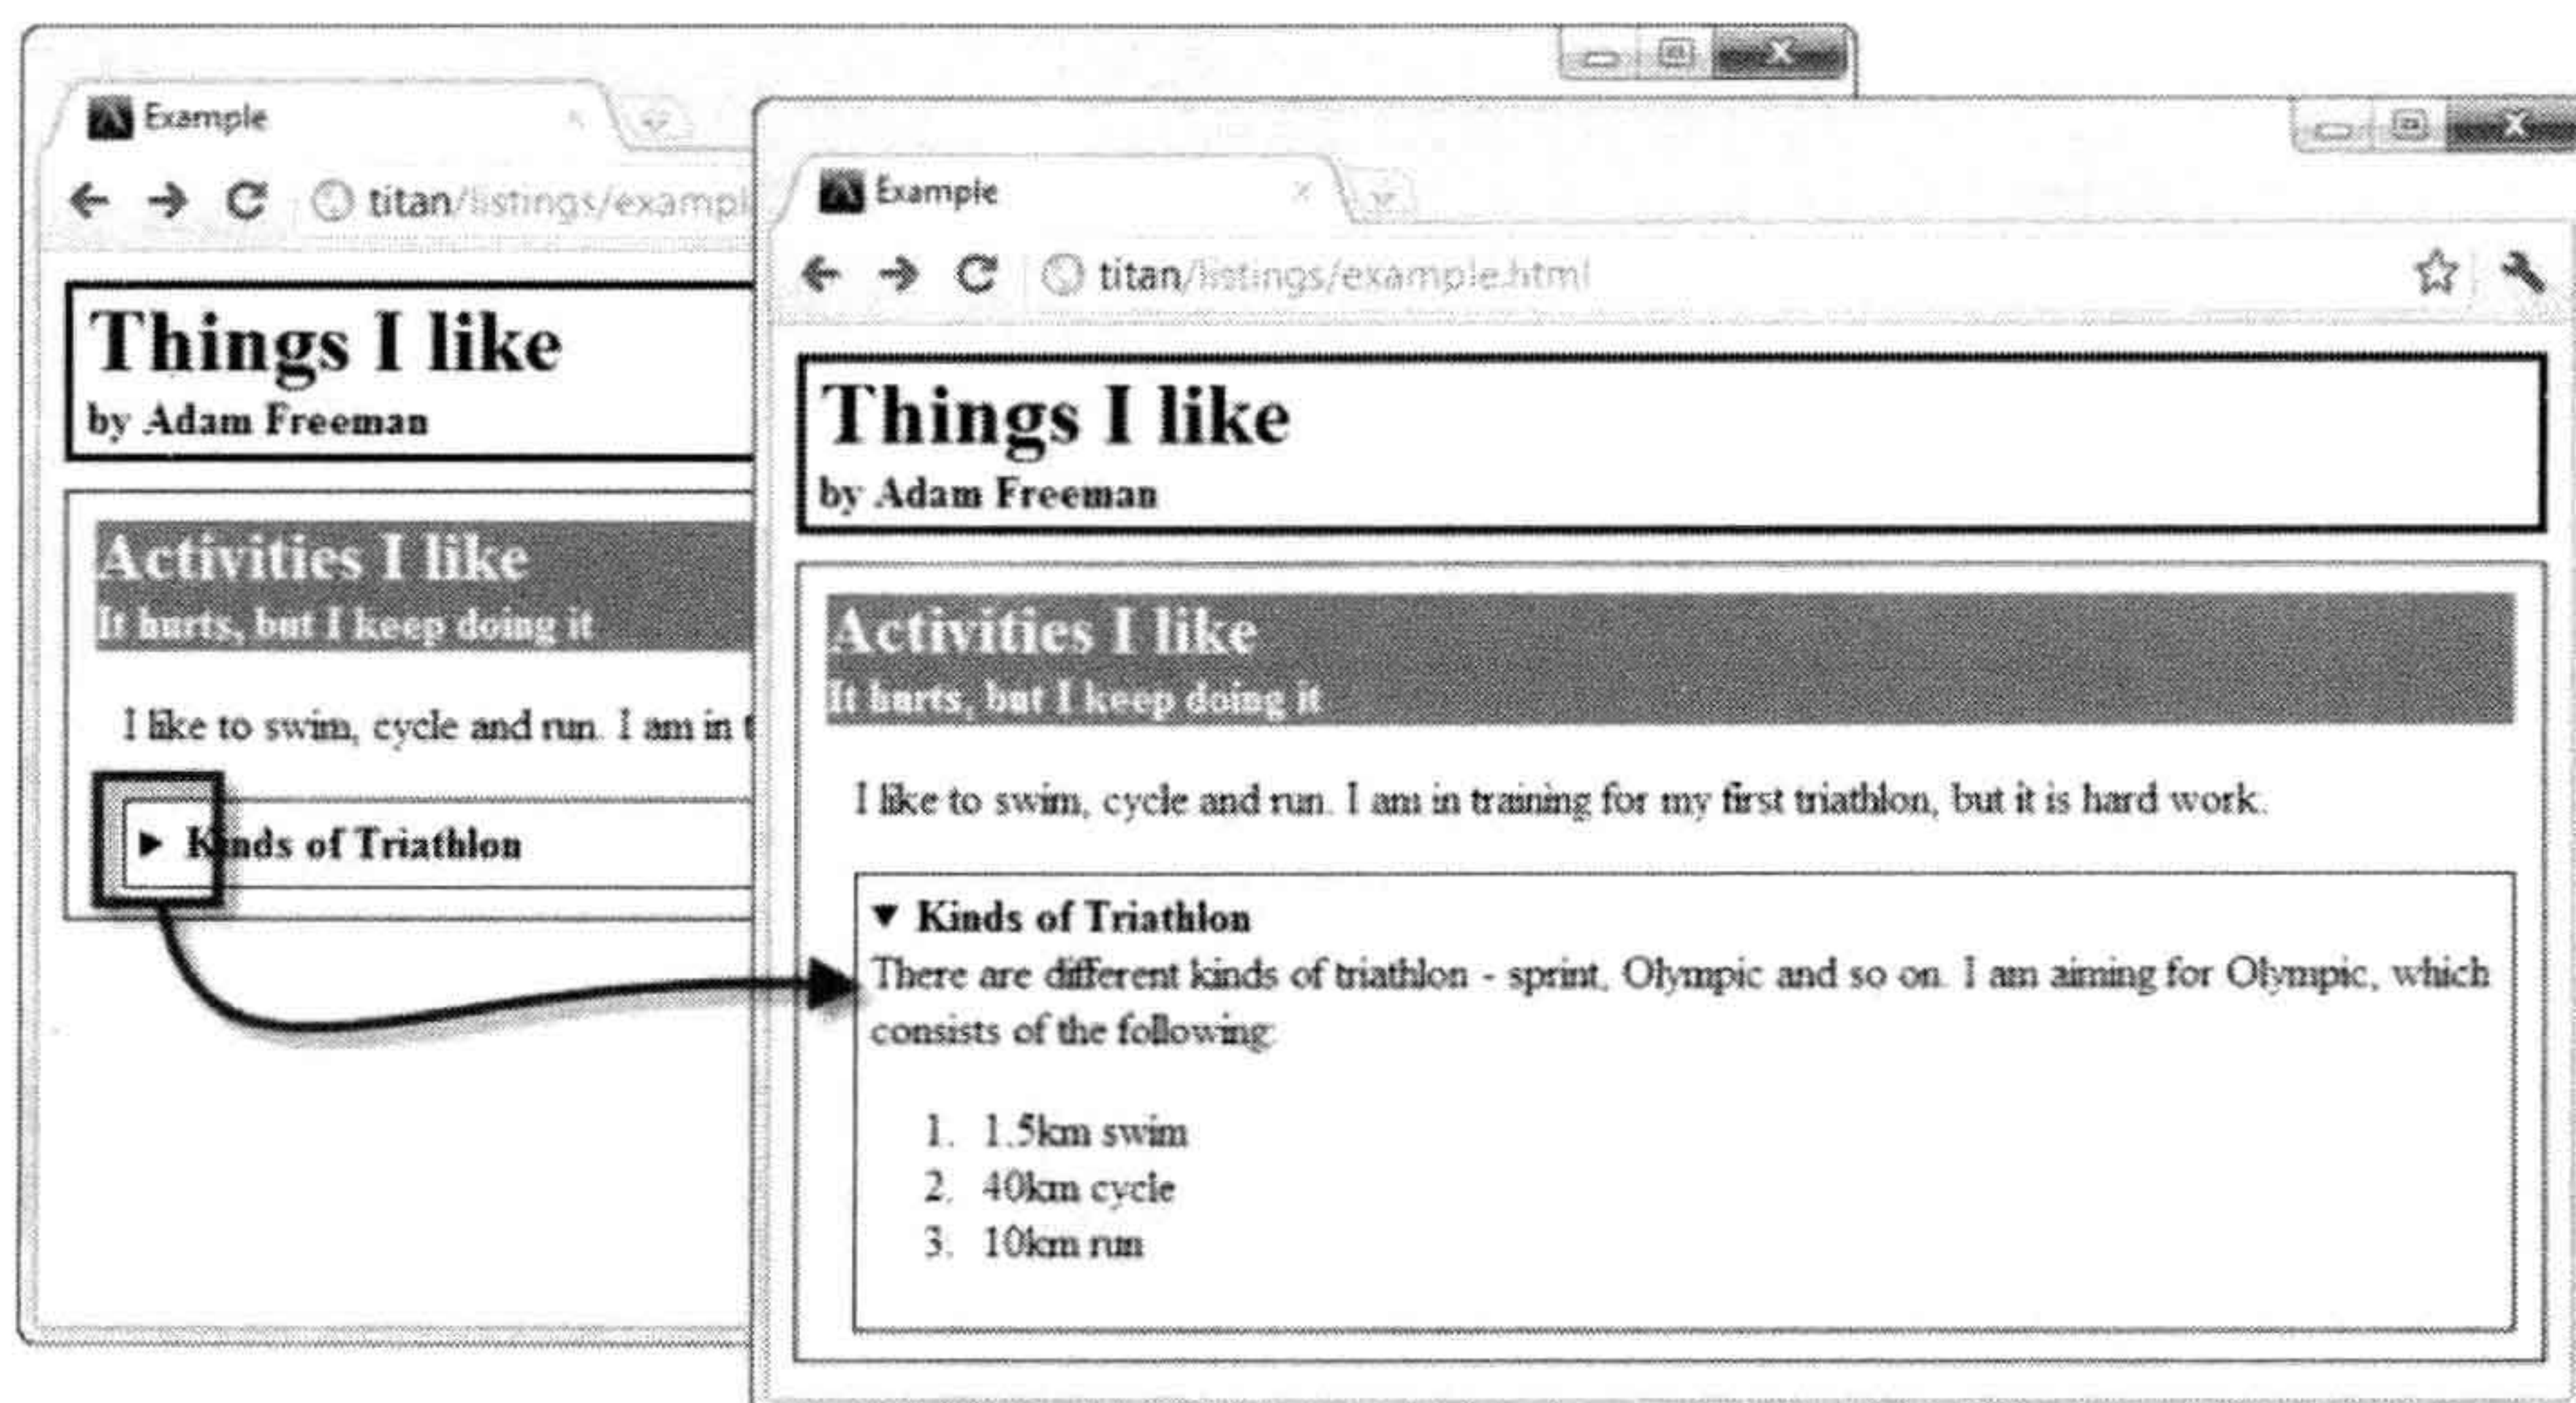 Example
titan/listings/exampl
Things I like
by Adam Freeman
Activities I like
It hurts, but I keep doing it
I like to swim, cycle and run. I am in t
Kinds of Triathlon
Example
titan/listings/example.html
Things I like
by Adam Freeman
Activities I like
It hurts, but I keep doing it
I like to swim, cycle and run. I am in training for my first triathlon, but it is hard work.
Kinds of Triathlon
There are different kinds of triathlon - sprint, Olympic and so on. I am aiming for Olympic, which
consists of the following:
1. 1.5km swim
2. 40km cycle
3. 10km run